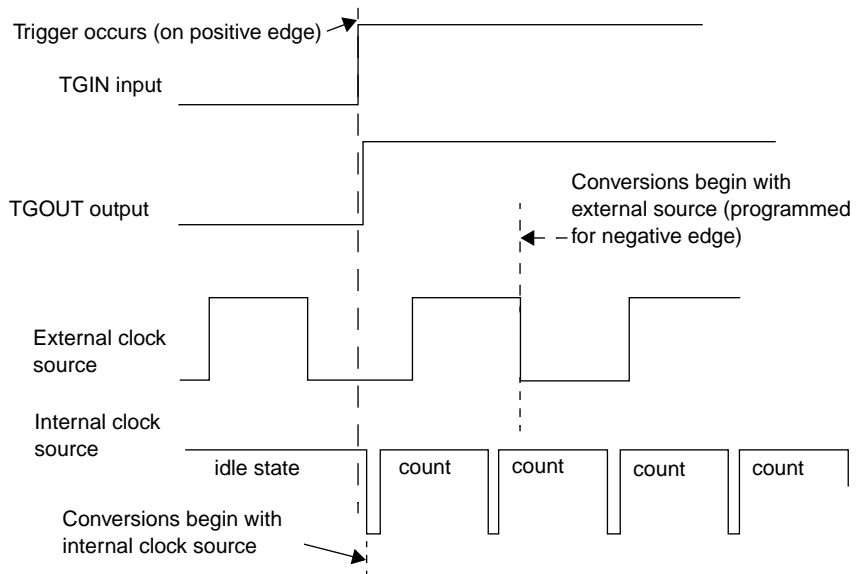 Trigger occurs (on positive edge)
TGIN input
TGOUT output
Conversions begin with
external source (programmed
for negative edge)
External clock
source
Internal clock
source
idle state
count
count
count
count
Conversions begin with
internal clock source